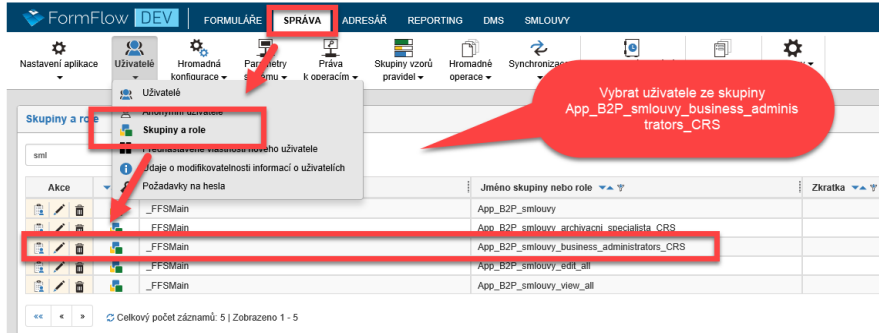 FormFlow DEV
FORMULÁŘE
SPRÁVA
ADRESÁŘ
REPORTING
DMS
SMLOUVY
Nastavení aplikace
Uživatelé
Hromadná
konfigurace
Parametry
Práva
k operacím
Skupiny vzorů
pravidel
Hromadné
operace
Uživatelé
Skupiny a role
Údaje o modifikovatelnosti informací o uživatelích
Požadavky na hesla
Vybrat uživatele ze skupiny
App_B2P_smlouvy_business_adminis
trators_CRS
Skupiny a role
sml
Akce
Jméno skupiny nebo role
Zkratka
_FFSMain
App_B2P_smlouvy
_FFSMain
App_B2P_smlouvy_archivacni_specialista_CRS
_FFSMain
App_B2P_smlouvy_business_administrators_CRS
_FFSMain
App_B2P_smlouvy_edit_all
_FFSMain
App_B2P_smlouvy_view_all
«« « » Celkový počet záznamů: 5 | Zobrazeno 1 - 5